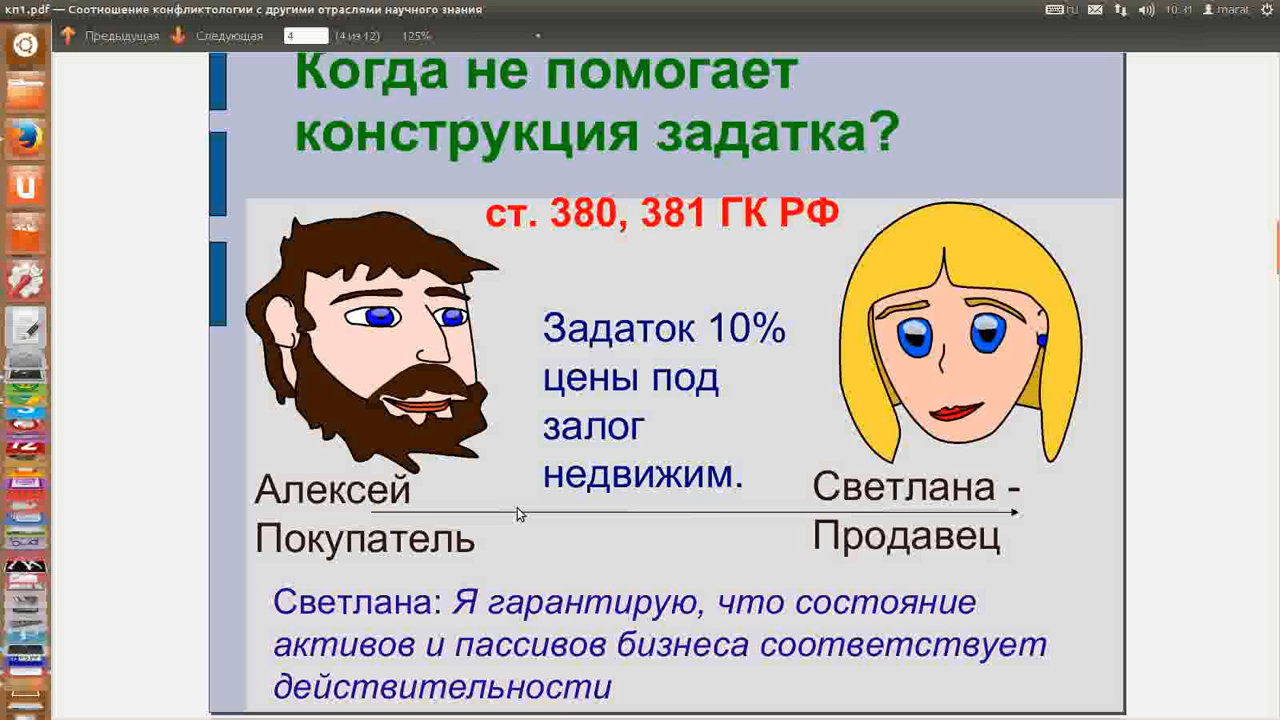 кп1.pdf — Соотношение конфликтологии с другими отраслями научного знания
ru
10:31
marat
Предыдущая
Следующая
4
(4 из 12)
125%
Когда не помогает
конструкция задатка?
ст. 380, 381 ГК РФ
Задаток 10%
цены под
залог
недвижим.
Алексей
Покупатель
Светлана -
Продавец
Светлана: Я гарантирую, что состояние
активов и пассивов бизнеса соответствует
действительности